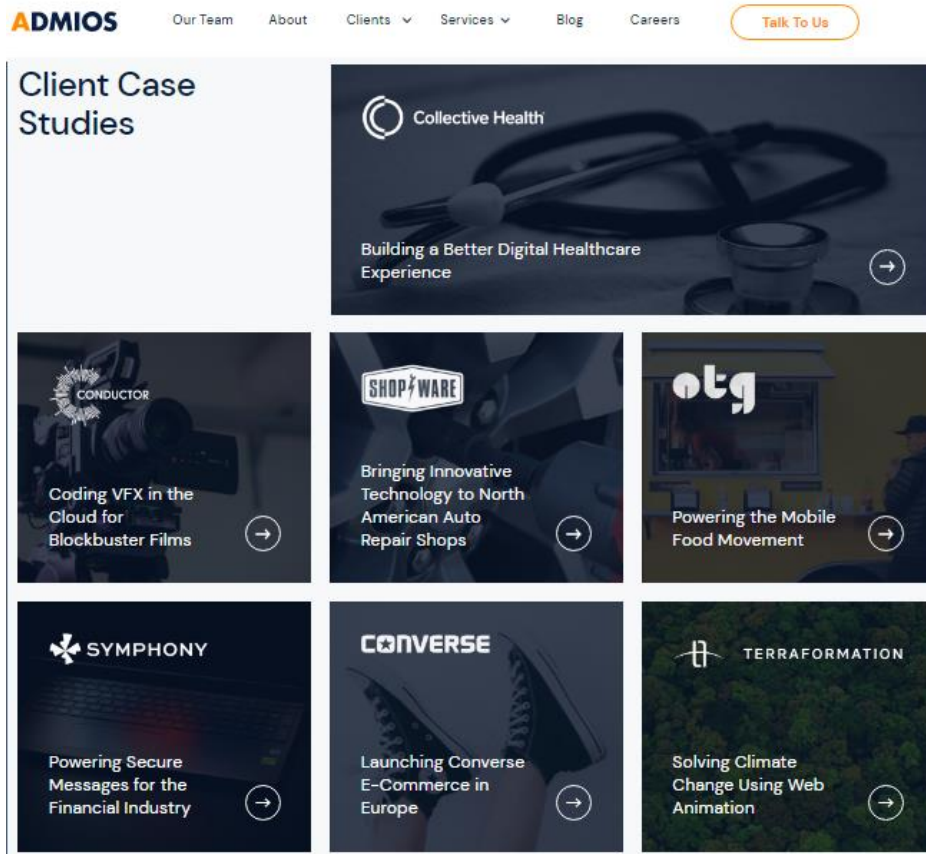 ADMIOS
Our Team
About
Clients
Services
Blog
Careers
Talk To Us
Client Case
Studies
Collective Health
Building a Better Digital Healthcare
Experience
CONDUCTOR
Coding VFX in the
Cloud for
Blockbuster Films
SHOP WARE
Bringing Innovative
Technology to North
American Auto
Repair Shops
otg
Powering the Mobile
Food Movement
SYMPHONY
Powering Secure
Messages for the
Financial Industry
CONVERSE
Launching Converse
E-Commerce in
Europe
TERRAFORMATION
Solving Climate
Change Using Web
Animation